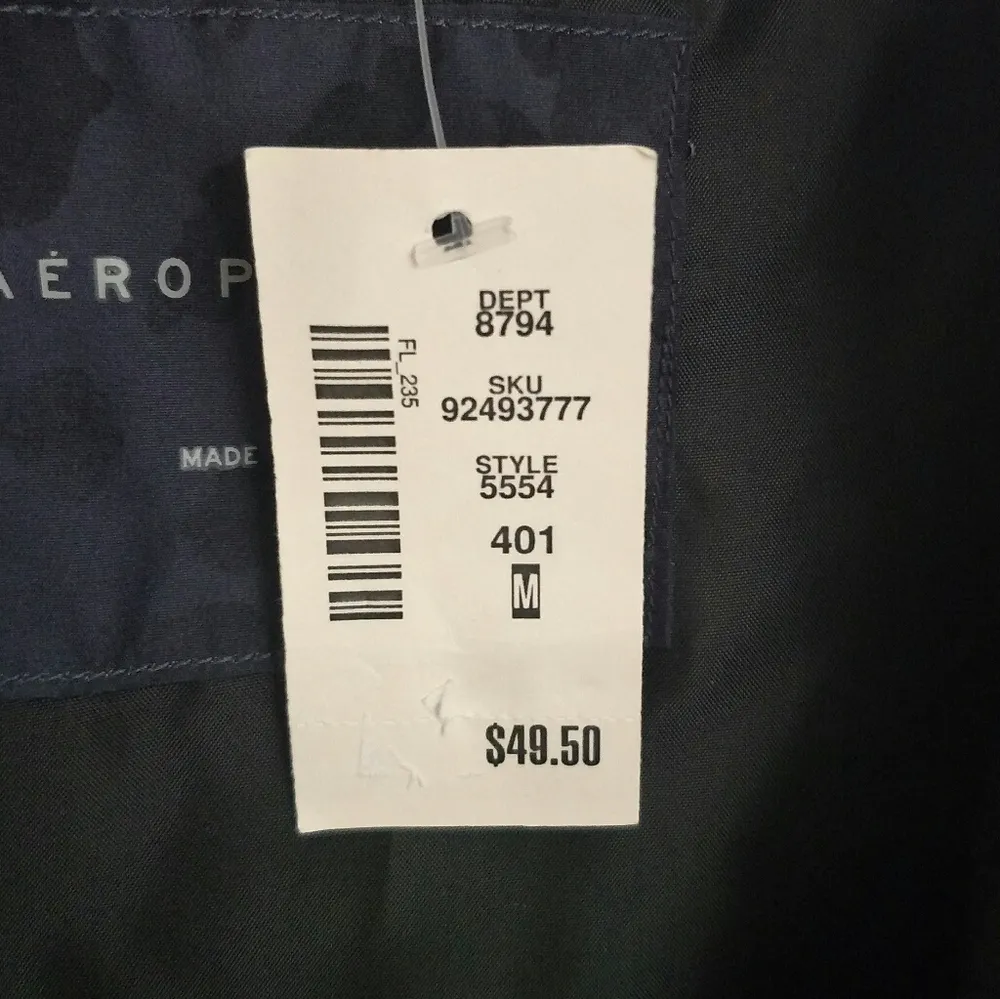 AÉROP
MADE
FL_235
DEPT
8794
SKU
92493777
STYLE
5554
401
M
$49.50